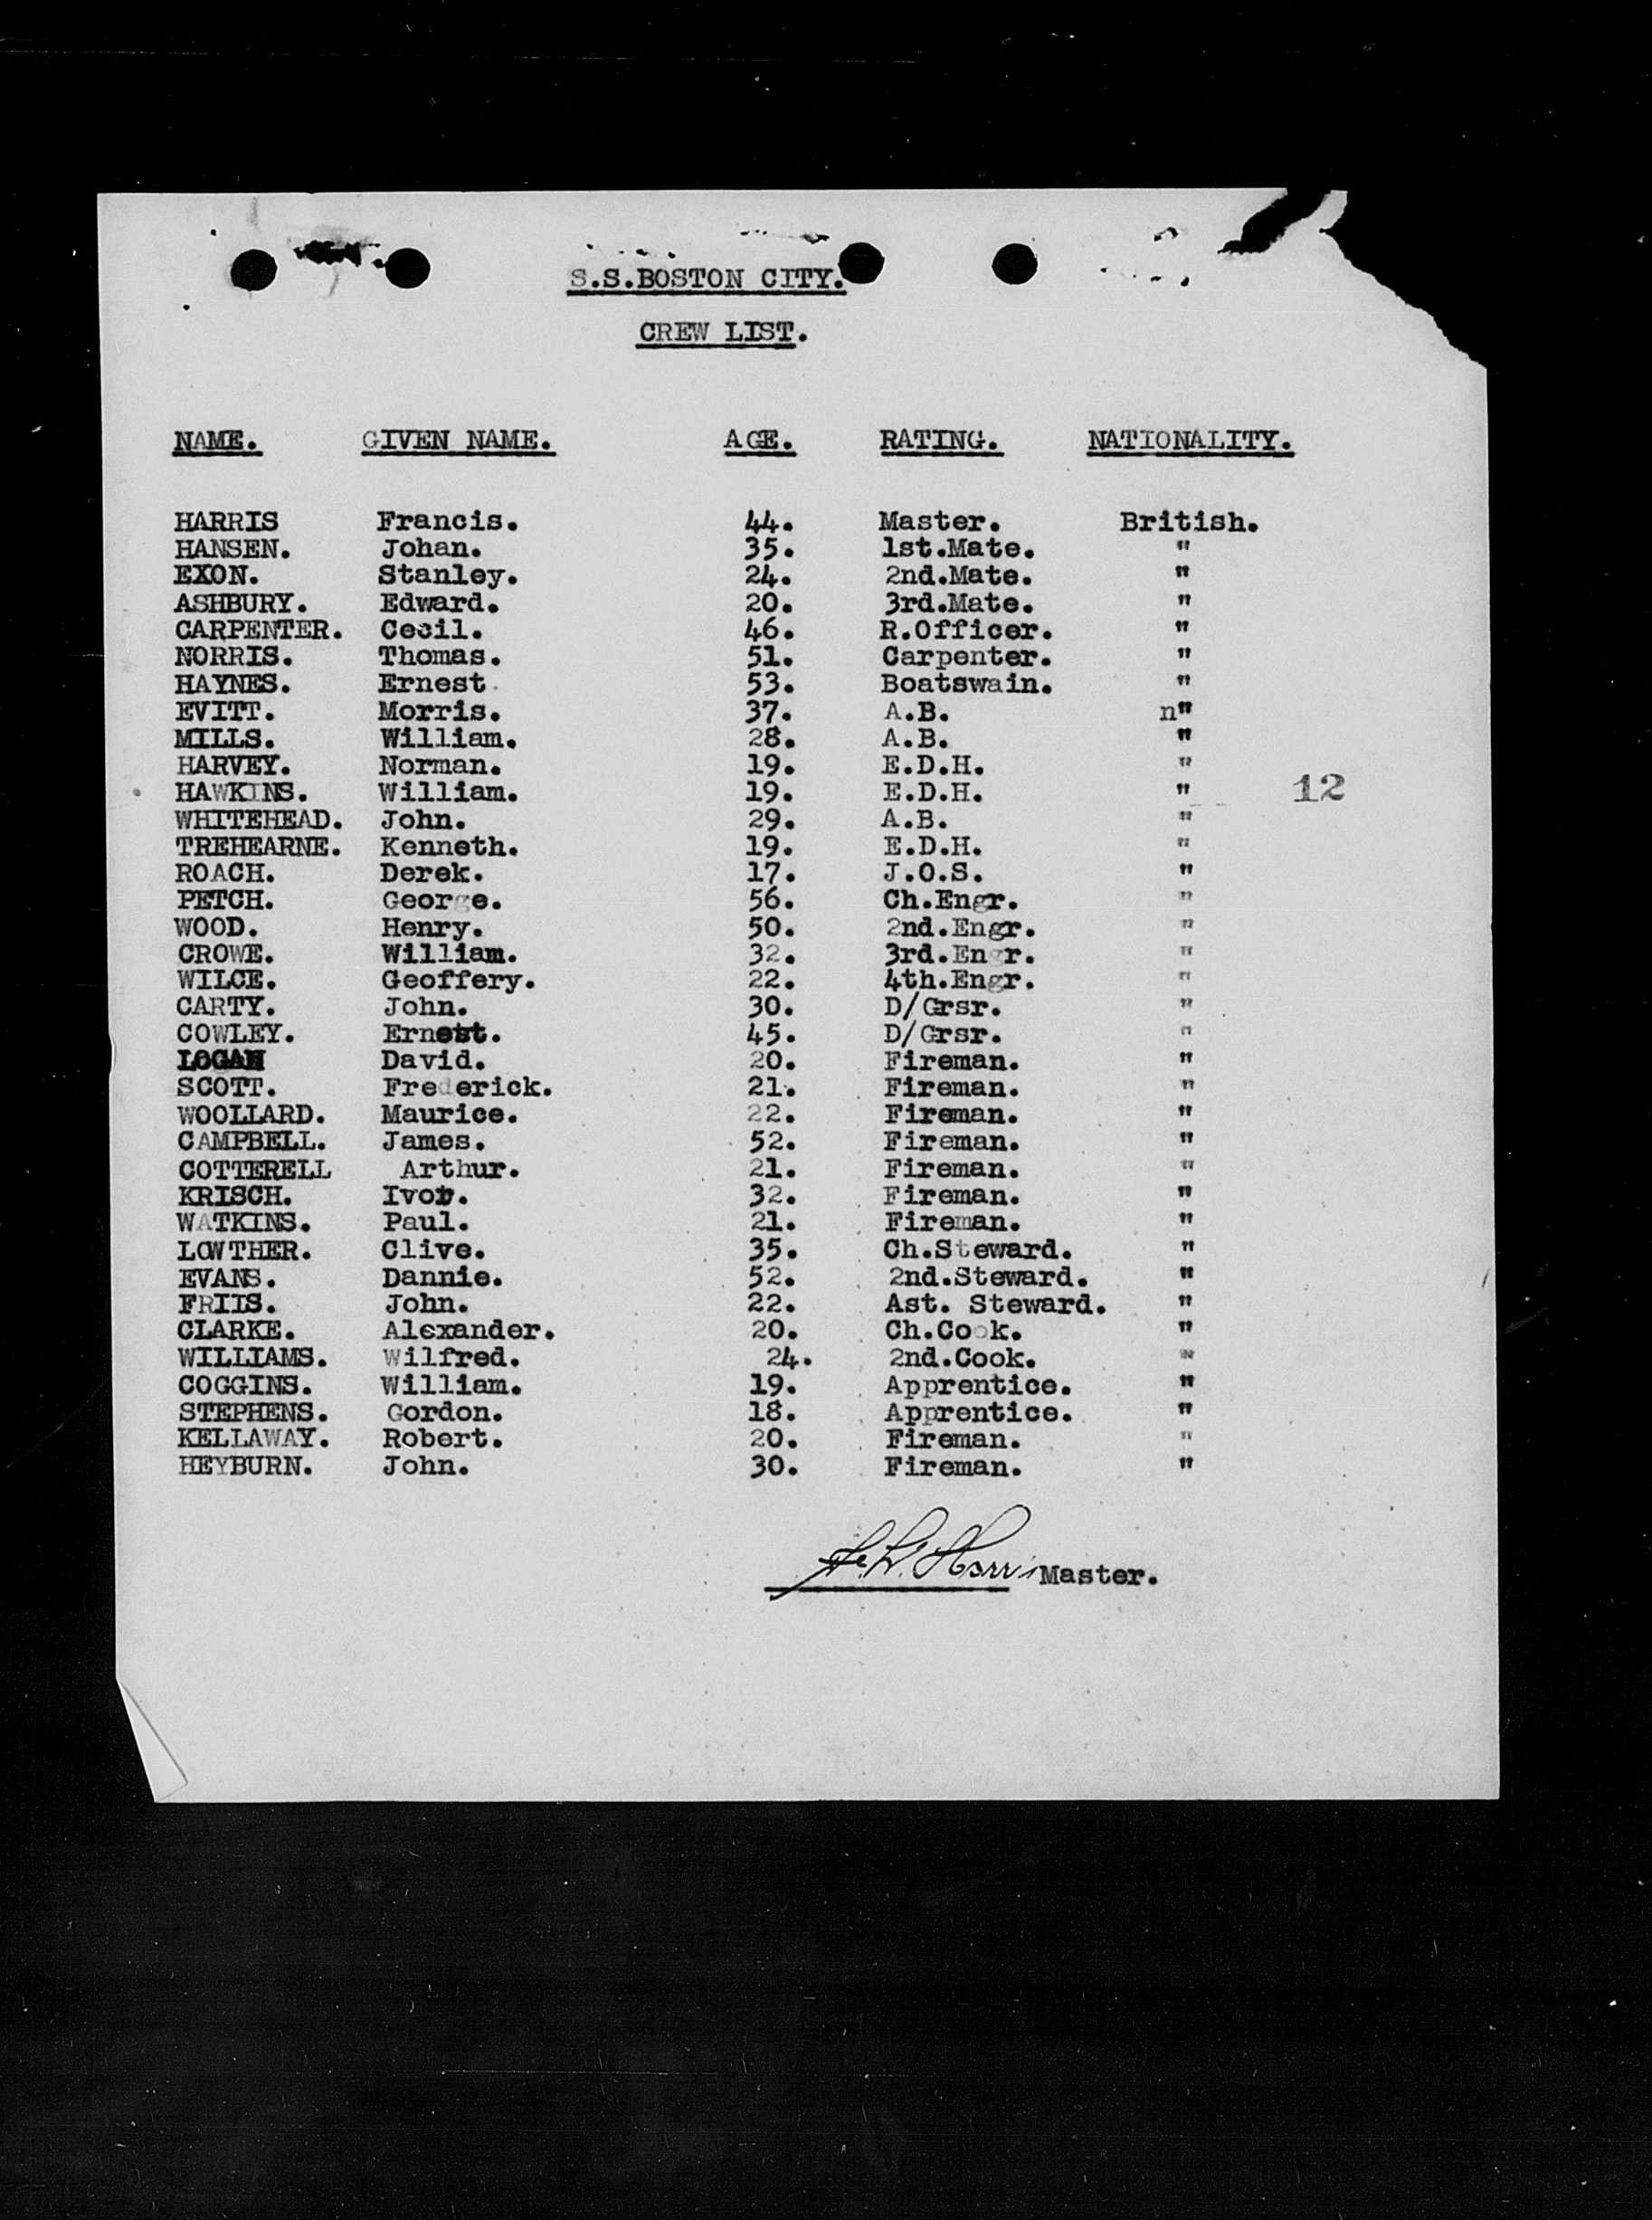 S.S.BOSTON CITY.
CREW LIST.
NAME. GIVEN NAME. AGE. RATING. NATIONALITY.
HARRIS Francis. 44. Master. British.
HANSEN. Johan. 35. 1st.Mate. "
EXON. Stanley. 24. 2nd.Mate. "
ASHBURY. Edward. 20. 3rd.Mate. "
CARPENTER. Cecil. 46. R.Officer. "
NORRIS. Thomas. 51. Carpenter. "
HAYNES. Ernest. 53. Boatswain. "
EVITT. Morris. 37. A.B. n"
MILLS. William. 28. A.B. "
HARVEY. Norman. 19. E.D.H. "
HAWKINS. William. 19. E.D.H. " 12
WHITEHEAD. John. 29. A.B. "
TREHEARNE. Kenneth. 19. E.D.H. "
ROACH. Derek. 17. J.O.S. "
PETCH. George. 56. Ch.Engr. "
WOOD. Henry. 50. 2nd.Engr. "
CROWE. William. 32. 3rd.Engr. "
WILCE. Geoffery. 22. 4th.Engr. "
CARTY. John. 30. D/Grsr. "
COWLEY. Ernest. 45. D/Grsr. "
LOGAN David. 20. Fireman. "
SCOTT. Frederick. 21. Fireman. "
WOOLLARD. Maurice. 22. Fireman. "
CAMPBELL. James. 52. Fireman. "
COTTERELL Arthur. 21. Fireman. "
KRISCH. Ivor. 32. Fireman. "
WATKINS. Paul. 21. Fireman. "
LOWTHER. Clive. 35. Ch.Steward. "
EVANS. Dannie. 52. 2nd.Steward. "
FRIIS. John. 22. Ast. Steward. "
CLARKE. Alexander. 20. Ch.Cook. "
WILLIAMS. Wilfred. 24. 2nd.Cook. "
COGGINS. William. 19. Apprentice. "
STEPHENS. Gordon. 18. Apprentice. "
KELLAWAY. Robert. 20. Fireman. "
HEYBURN. John. 30. Fireman. "
Harris Master.